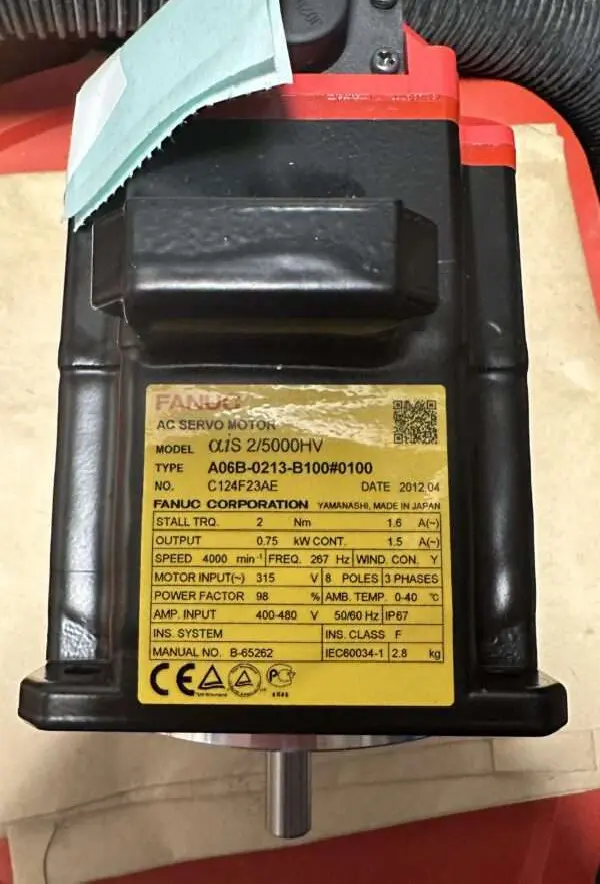 FANUC
AC SERVO MOTOR
MODEL αiS 2/5000HV
TYPE A06B-0213-B100#0100
NO. C124F23AE DATE 2012.04
FANUC CORPORATION YAMANASHI, MADE IN JAPAN
STALL TRQ. 2 Nm 1.6 A(~)
OUTPUT 0.75 kW CONT. 1.5 A(~)
SPEED 4000 min⁻¹ FREQ. 267 Hz WIND. CON. Y
MOTOR INPUT(~) 315 V 8 POLES 3 PHASES
POWER FACTOR 98 % AMB. TEMP. 0-40 ℃
AMP. INPUT 400-480 V 50/60 Hz IP67
INS. SYSTEM INS. CLASS F
MANUAL NO. B-65262 IEC60034-1 2.8 kg
CE